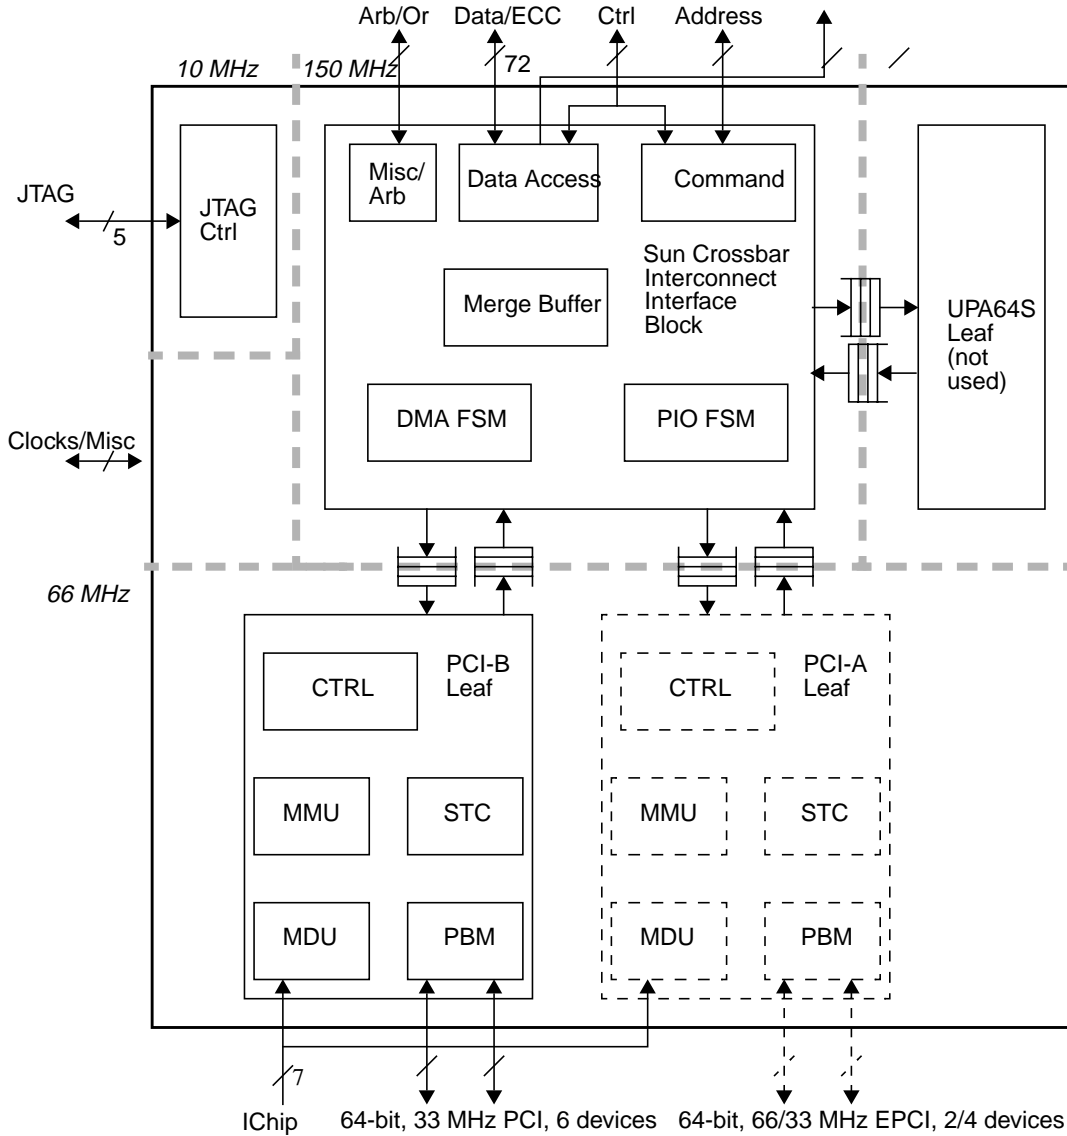 Arb/Or Data/ECC Ctrl Address
72
10 MHz 150 MHz
JTAG
5
JTAG
Ctrl
Misc/
Arb
Data Access
Command
Sun Crossbar
Interconnect
Interface
Block
Merge Buffer
UPA64S
Leaf
(not
used)
DMA FSM
PIO FSM
Clocks/Misc
66 MHz
PCI-B
Leaf
CTRL
MMU
STC
MDU
PBM
PCI-A
Leaf
CTRL
MMU
STC
MDU
PBM
7
IChip
64-bit, 33 MHz PCI, 6 devices
64-bit, 66/33 MHz EPCI, 2/4 devices